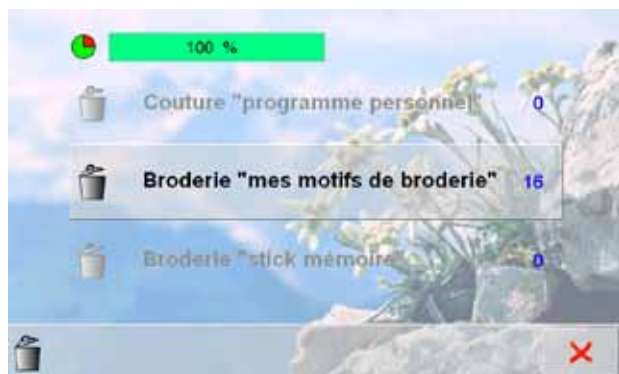 100 %
Couture "programme personnel" 0
Broderie "mes motifs de broderie" 16
Broderie "stick mémoire" 0